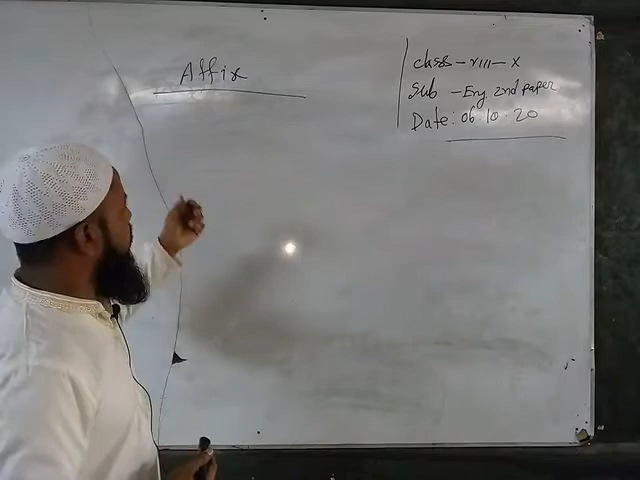 Affix
Class - VIII - X
Sub - Eng 2nd paper
Date: 06.10.20